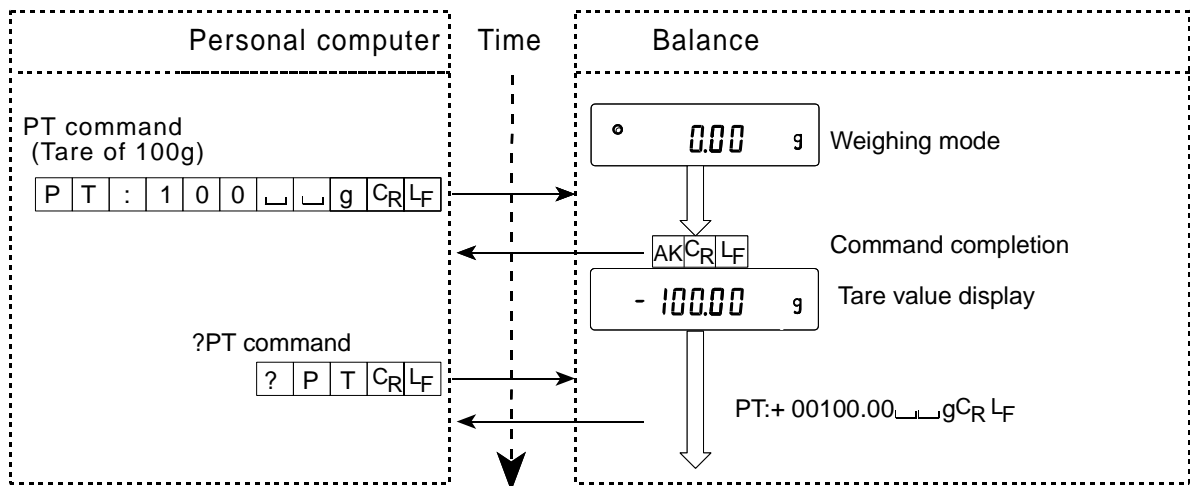 Personal computer Time Balance
PT command
(Tare of 100g)
P T : 1 0 0 ␣ ␣ g CR LF
0.00 g Weighing mode
AK CR LF Command completion
- 100.00 g Tare value display
?PT command
? P T CR LF
PT:+ 00100.00␣␣gCR LF